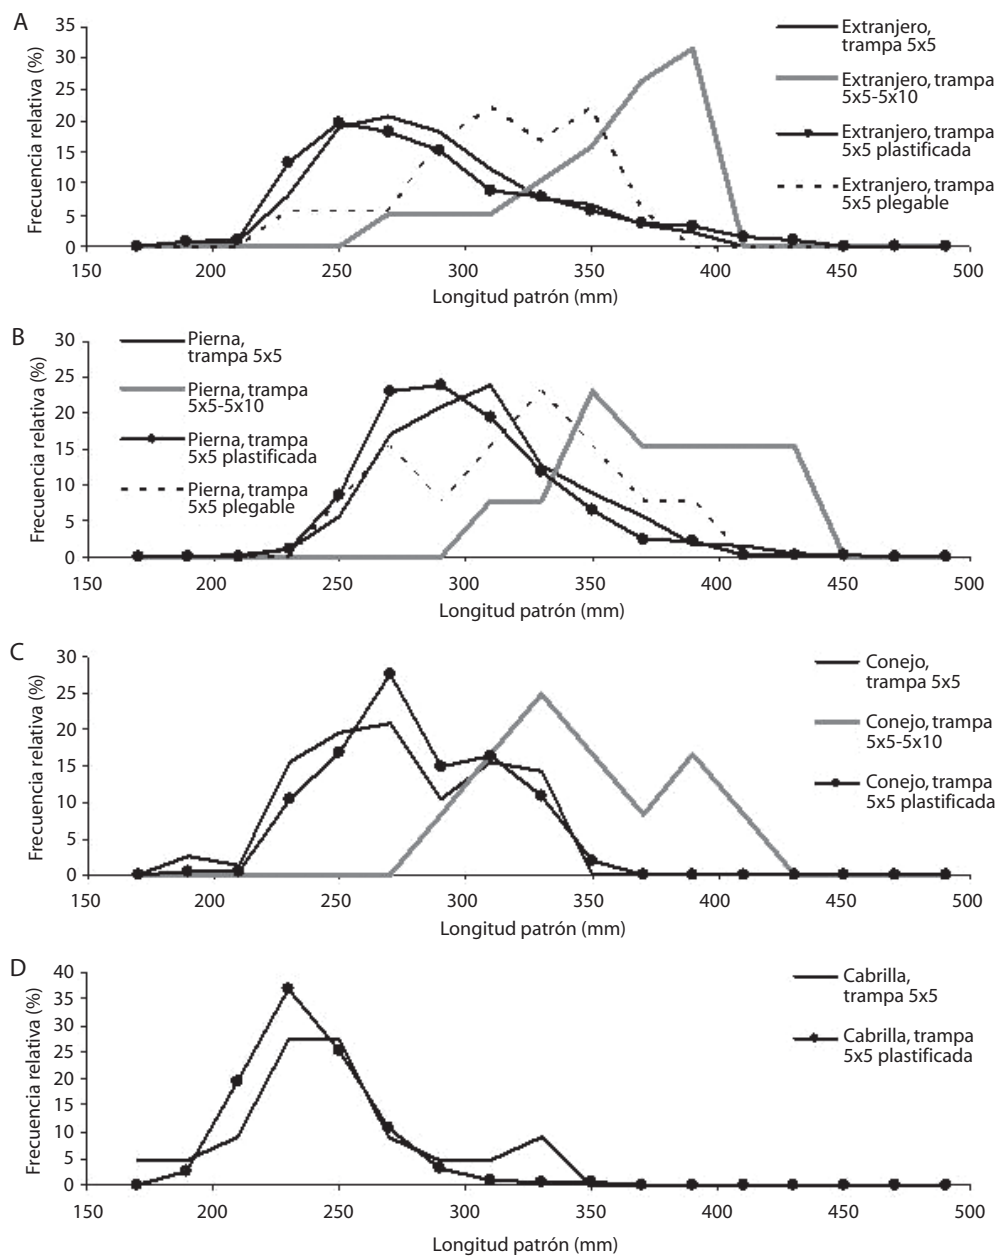 A
Frecuencia relativa (%)
35
30
25
20
15
10
5
0
150 200 250 300 350 400 450 500
Longitud patrón (mm)
Extranjero,
trampa 5x5
Extranjero, trampa
5x5-5x10
Extranjero, trampa
5x5 plastificada
Extranjero, trampa
5x5 plegable
B
Frecuencia relativa (%)
30
25
20
15
10
5
0
150 200 250 300 350 400 450 500
Longitud patrón (mm)
Pierna,
trampa 5x5
Pierna, trampa
5x5-5x10
Pierna, trampa
5x5 plastificada
Pierna, trampa
5x5 plegable
C
Frecuencia relativa (%)
30
25
20
15
10
5
0
150 200 250 300 350 400 450 500
Longitud patrón (mm)
Conejo,
trampa 5x5
Conejo, trampa
5x5-5x10
Conejo, trampa
5x5 plastificada
D
Frecuencia relativa (%)
40
35
30
25
20
15
10
5
0
150 200 250 300 350 400 450 500
Longitud patrón (mm)
Cabrilla,
trampa 5x5
Cabrilla, trampa
5x5 plastificada